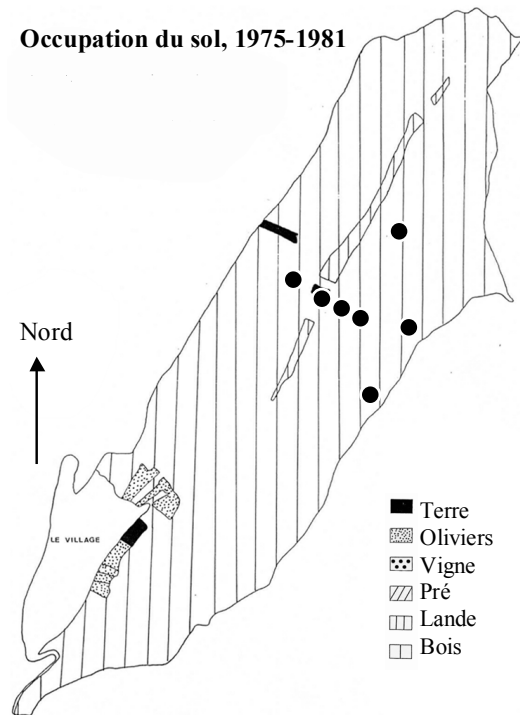 Occupation du sol, 1975-1981
Nord
LE VILLAGE
Terre
Oliviers
Vigne
Pré
Lande
Bois